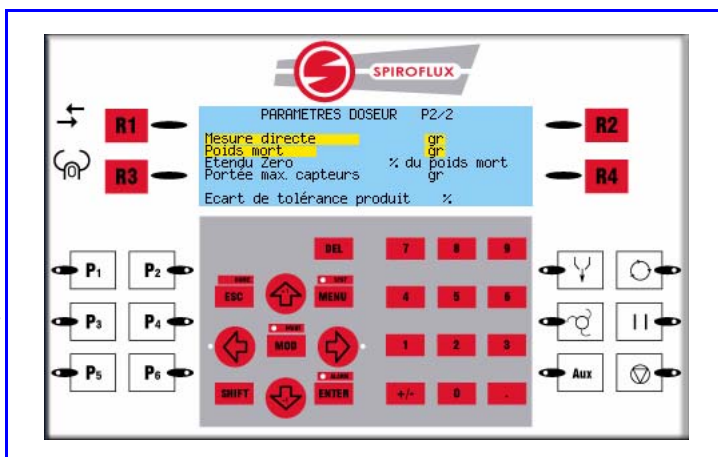 SPIROFLUX
PARAMETRES DOSEUR P2/2
R1
R2
Mesure directe gr
Poids mort gr
Etendu Zero % du poids mort
Portée max. capteurs gr
R3
R4
Ecart de tolérance produit %
DEL 7 8 9
P1 P2
ESC MENU 4 5 6
P3 P4
MOD 1 2 3
P5 P6
ALARM
SHIFT ENTER +/- 0 .
Aux